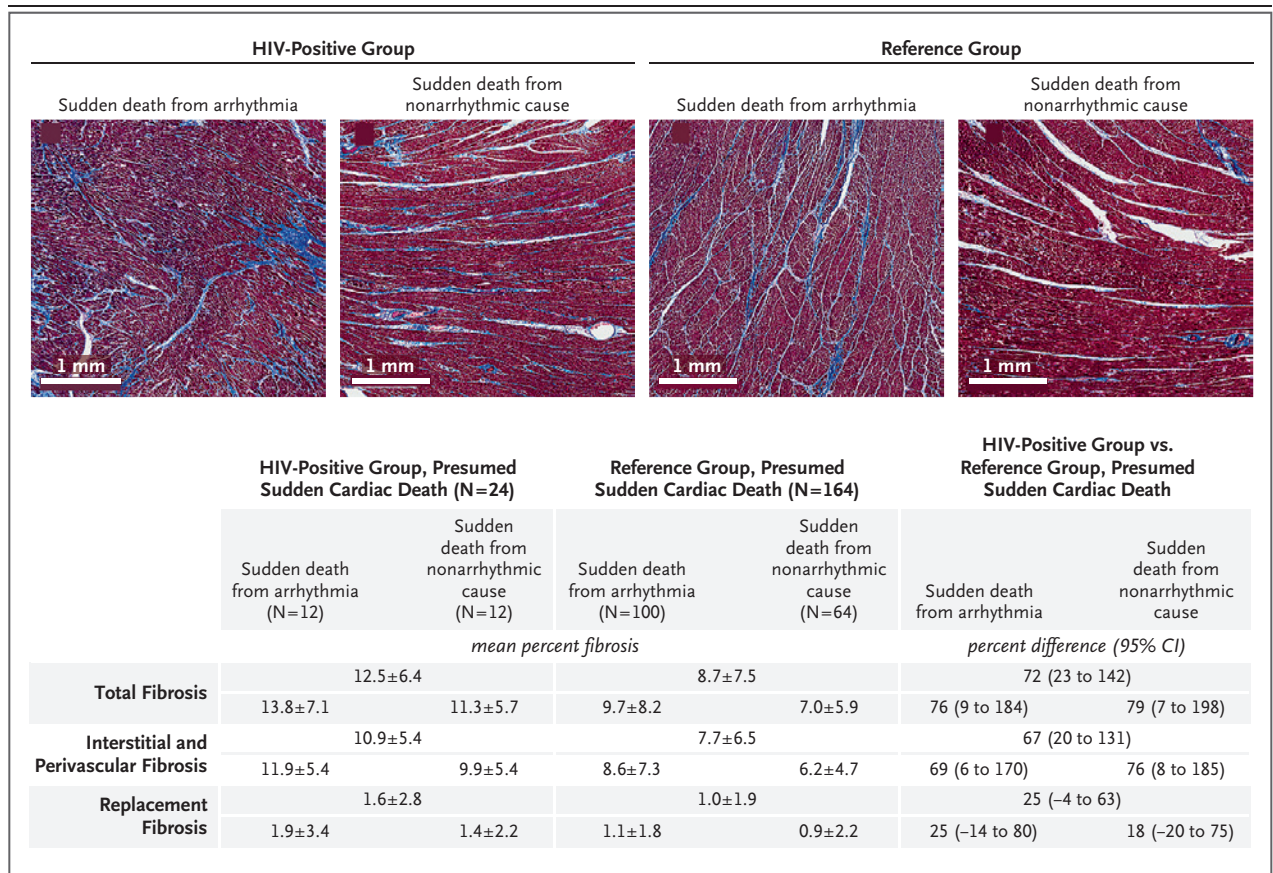 HIV-Positive Group
Reference Group
Sudden death from arrhythmia
Sudden death from
nonarrhythmic cause
Sudden death from arrhythmia
Sudden death from
nonarrhythmic cause
1 mm
1 mm
1 mm
1 mm
HIV-Positive Group, Presumed
Sudden Cardiac Death (N=24)
Reference Group, Presumed
Sudden Cardiac Death (N=164)
HIV-Positive Group vs.
Reference Group, Presumed
Sudden Cardiac Death
Sudden death
from arrhythmia
(N=12)
Sudden
death from
nonarrhythmic
cause
(N=12)
Sudden death
from arrhythmia
(N=100)
Sudden
death from
nonarrhythmic
cause
(N=64)
Sudden death
from arrhythmia
Sudden
death from
nonarrhythmic
cause
mean percent fibrosis
percent difference (95% CI)
Total Fibrosis
12.5±6.4 8.7±7.5 72 (23 to 142)
13.8±7.1 11.3±5.7 9.7±8.2 7.0±5.9 76 (9 to 184) 79 (7 to 198)
Interstitial and
Perivascular Fibrosis
10.9±5.4 7.7±6.5 67 (20 to 131)
11.9±5.4 9.9±5.4 8.6±7.3 6.2±4.7 69 (6 to 170) 76 (8 to 185)
Replacement
Fibrosis
1.6±2.8 1.0±1.9 25 (–4 to 63)
1.9±3.4 1.4±2.2 1.1±1.8 0.9±2.2 25 (–14 to 80) 18 (–20 to 75)